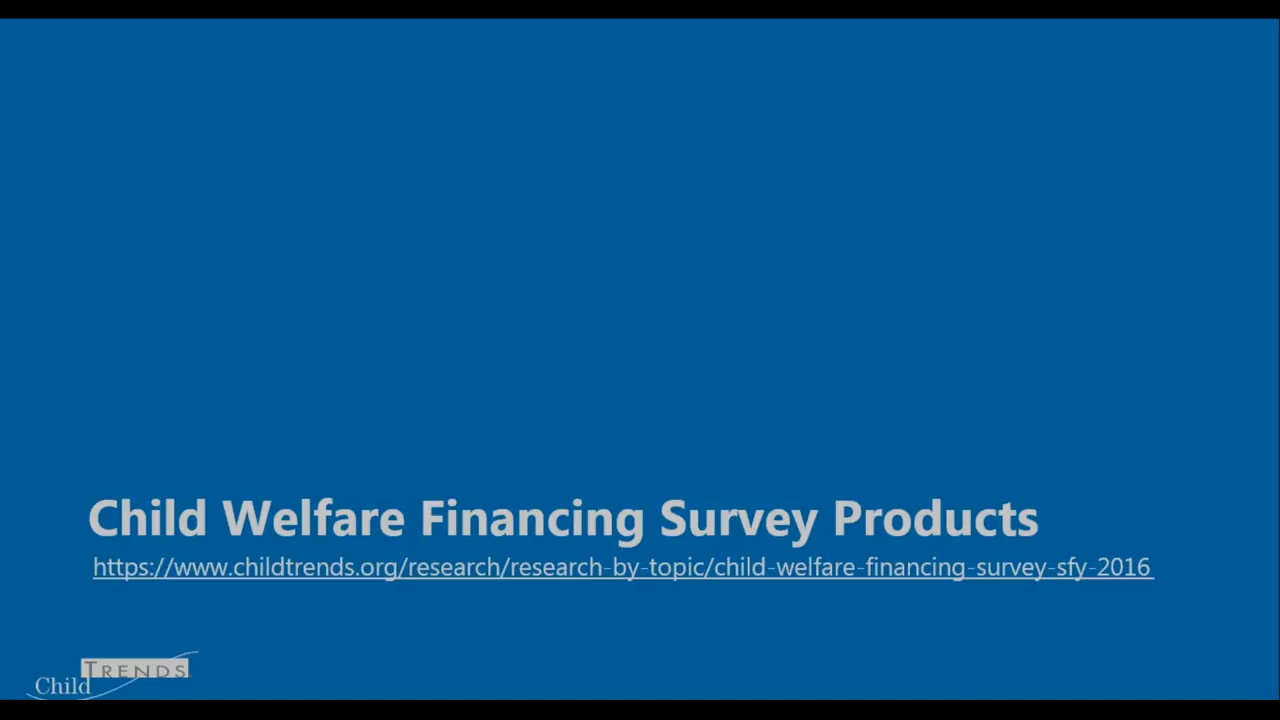 Child Welfare Financing Survey Products
https://www.childtrends.org/research/research-by-topic/child-welfare-financing-survey-sfy-2016
TRENDS
Child